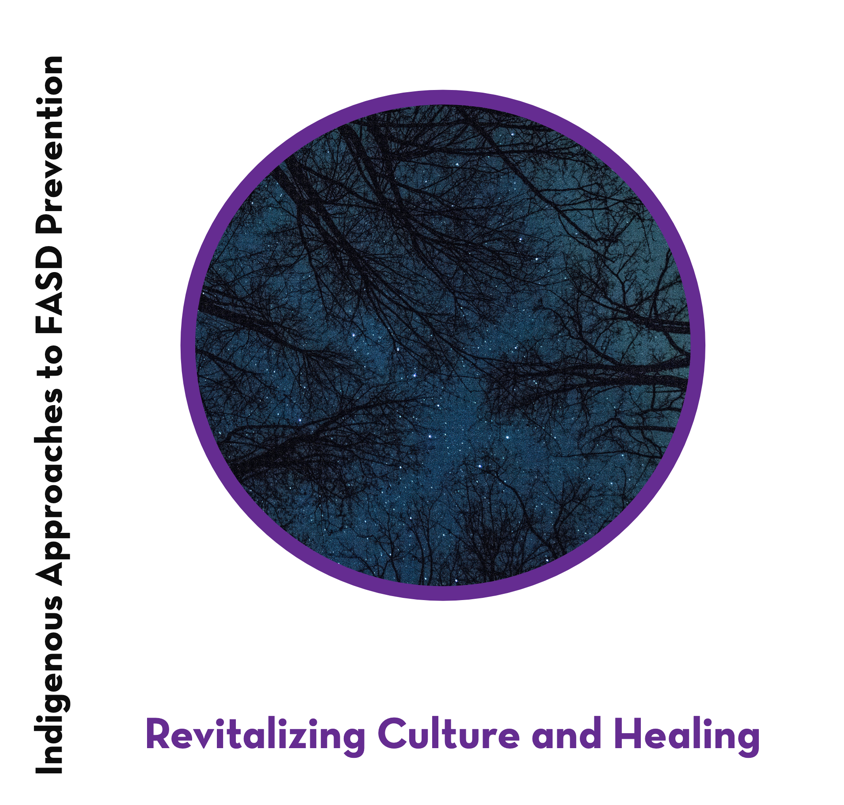 Indigenous Approaches to FASD Prevention
Revitalizing Culture and Healing